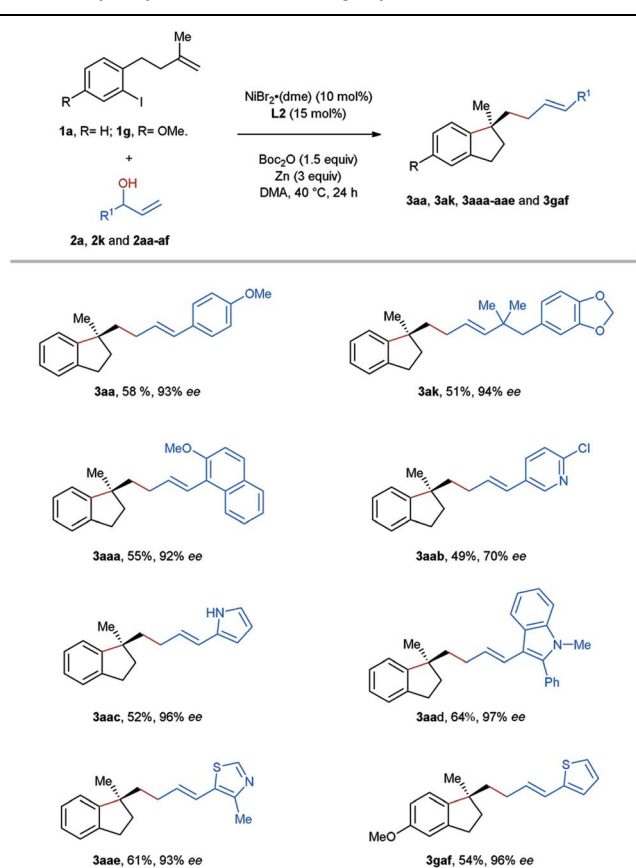 Me
R
I
1a, R= H; 1g, R= OMe.
+
OH
R¹
2a, 2k and 2aa-af
NiBr₂•(dme) (10 mol%)
L2 (15 mol%)
Boc₂O (1.5 equiv)
Zn (3 equiv)
DMA, 40 °C, 24 h
Me
R¹
R
3aa, 3ak, 3aaa-aae and 3gaf
Me
OMe
3aa, 58 %, 93% ee
Me
Me Me
O
O
3ak, 51%, 94% ee
MeO
Me
3aaa, 55%, 92% ee
Me
Cl
N
3aab, 49%, 70% ee
Me
HN
3aac, 52%, 96% ee
Me
N
Me
Ph
3aad, 64%, 97% ee
Me
S
N
Me
3aae, 61%, 93% ee
Me
S
MeO
3gaf, 54%, 96% ee